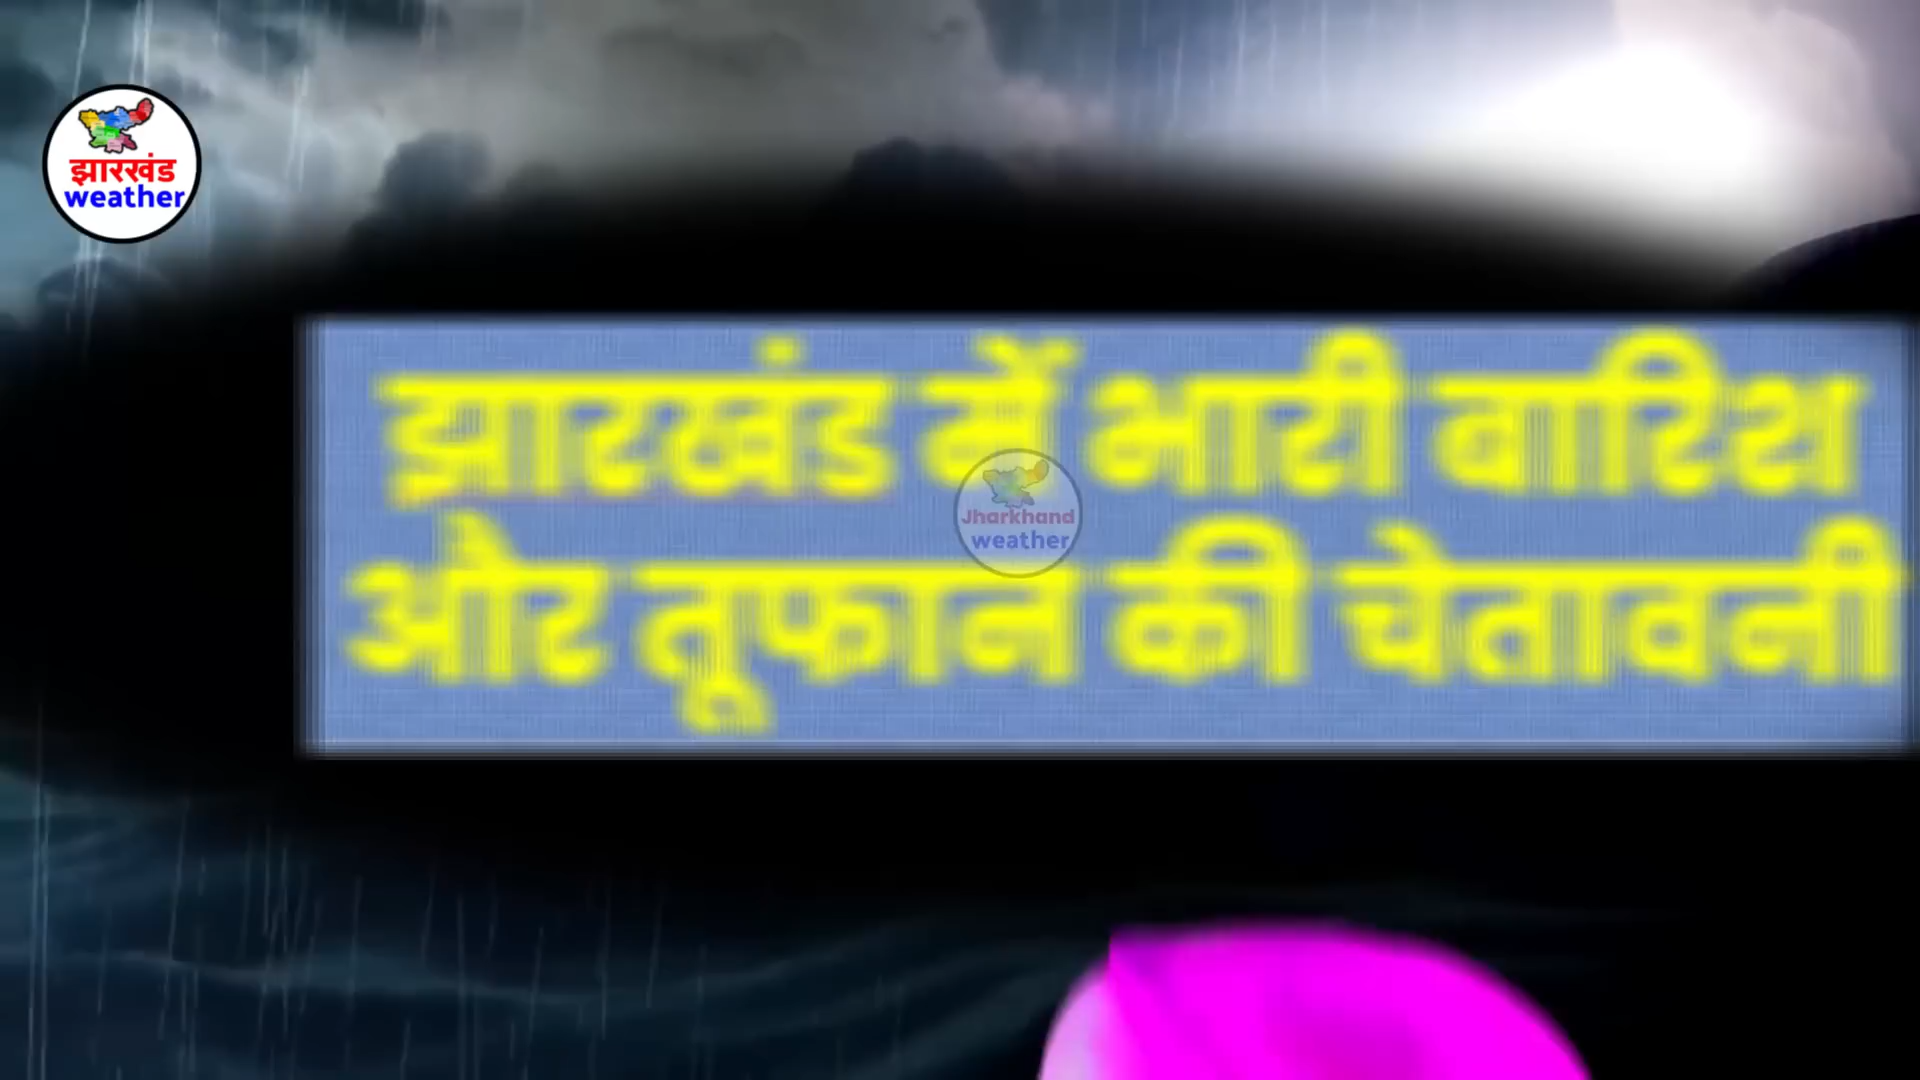 झारखंड
weather
झारखंड में भारी बारिश
Jharkhand
weather
और तूफान की चेतावनी